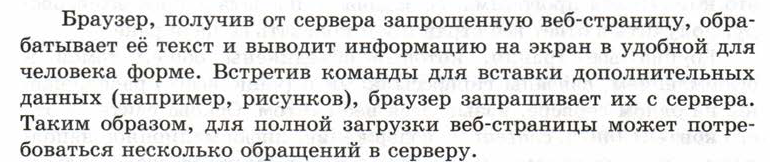 Браузер, получив от сервера запрошенную веб-страницу, обра-
батывает её текст и выводит информацию на экран в удобной для
человека форме. Встретив команды для вставки дополнительных
данных (например, рисунков), браузер запрашивает их с сервера.
Таким образом, для полной загрузки веб-страницы может потре-
боваться несколько обращений в серверу.